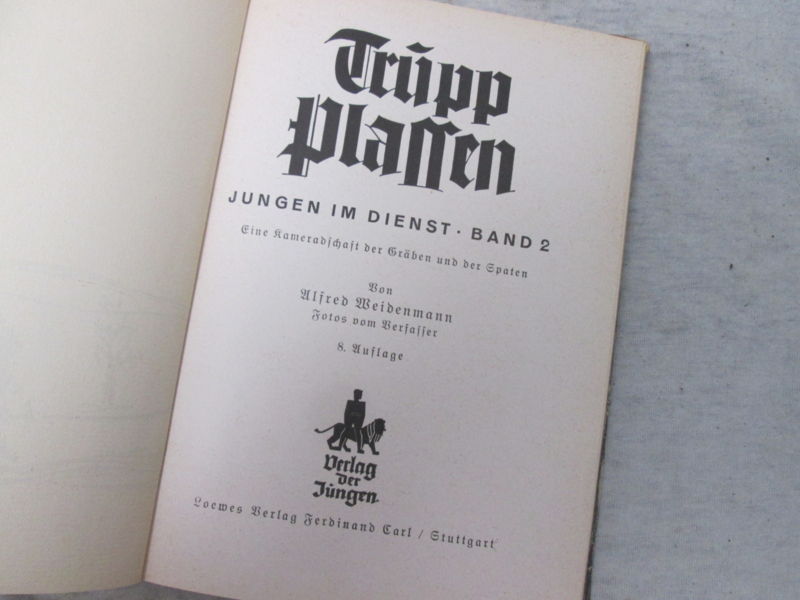 Trupp
Plassen
JUNGEN IM DIENST · BAND 2
Eine Kameradschaft der Gräben und der Spaten
Von
Alfred Weidenmann
Fotos vom Verfasser
8. Auflage
Verlag
der
Jungen
Loewes Verlag Ferdinand Carl / Stuttgart